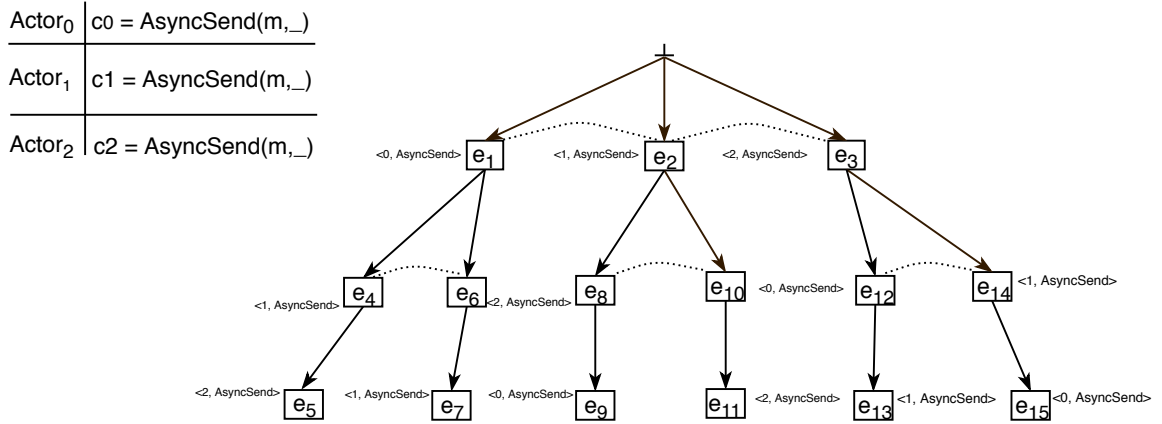 Actor0 c0 = AsyncSend(m,_)
Actor1 c1 = AsyncSend(m,_)
Actor2 c2 = AsyncSend(m,_)
⊥
<0, AsyncSend> e1 <1, AsyncSend> e2 <2, AsyncSend> e3
<1, AsyncSend> e4 e6 <2, AsyncSend> e8 e10 <0, AsyncSend> e12 e14 <1, AsyncSend>
<2, AsyncSend> e5 <1, AsyncSend> e7 <0, AsyncSend> e9 e11 <2, AsyncSend> e13 <1, AsyncSend> e15 <0, AsyncSend>